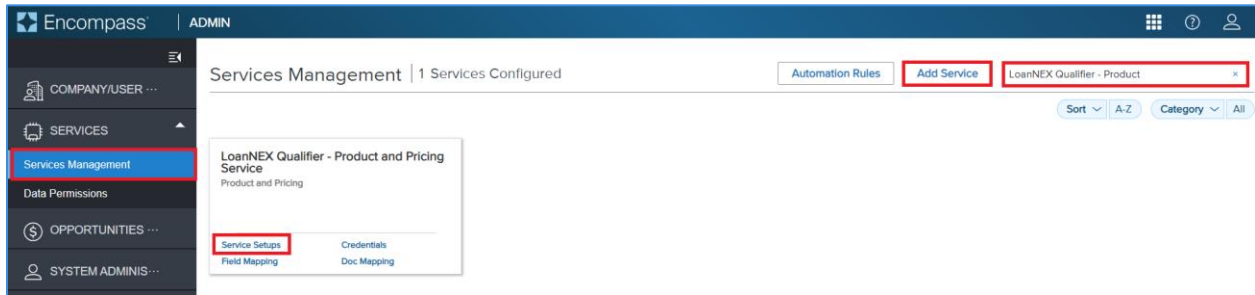 Encompass® | ADMIN
COMPANY/USER ···
SERVICES
Services Management
Data Permissions
OPPORTUNITIES ···
SYSTEM ADMINIS···
Services Management | 1 Services Configured
Automation Rules
Add Service
LoanNEX Qualifier - Product ×
Sort A-Z Category All
LoanNEX Qualifier - Product and Pricing
Service
Product and Pricing
Service Setups Credentials
Field Mapping Doc Mapping